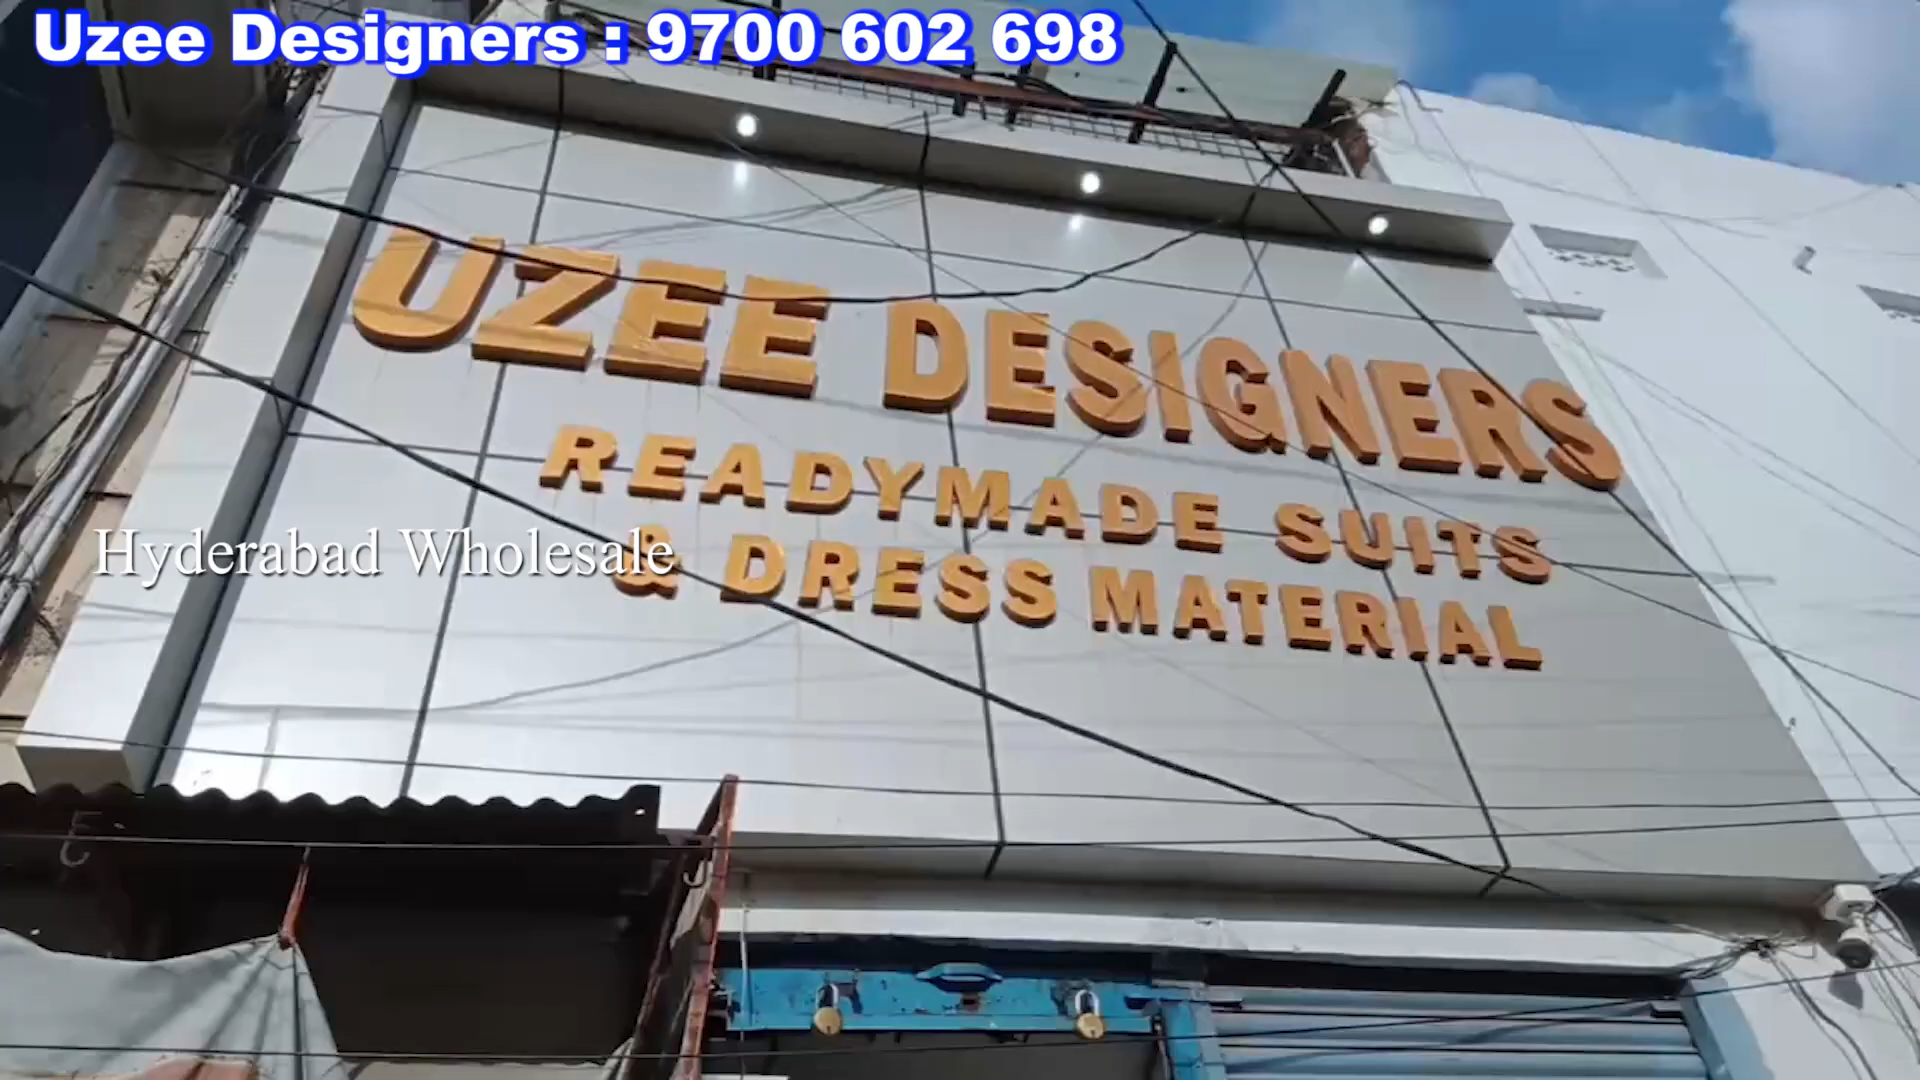 Uzee Designers : 9700 602 698
UZEE DESIGNERS
READYMADE SUITS
& DRESS MATERIAL
Hyderabad Wholesale